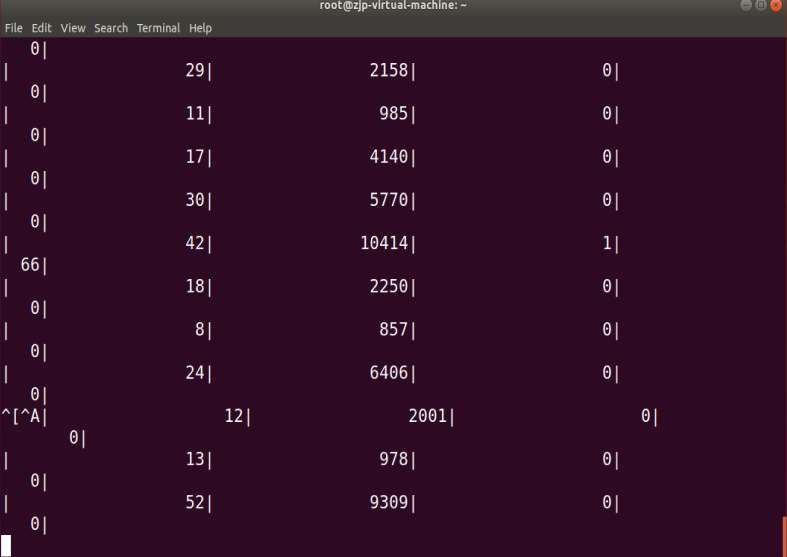 root@zjp-virtual-machine: ~
File Edit View Search Terminal Help
0|
| 29| 2158| 0|
0|
| 11| 985| 0|
0|
| 17| 4140| 0|
0|
| 30| 5770| 0|
0|
| 42| 10414| 1|
66|
| 18| 2250| 0|
0|
| 8| 857| 0|
0|
| 24| 6406| 0|
0|
^[^A| 12| 2001| 0|
0|
| 13| 978| 0|
0|
| 52| 9309| 0|
0|